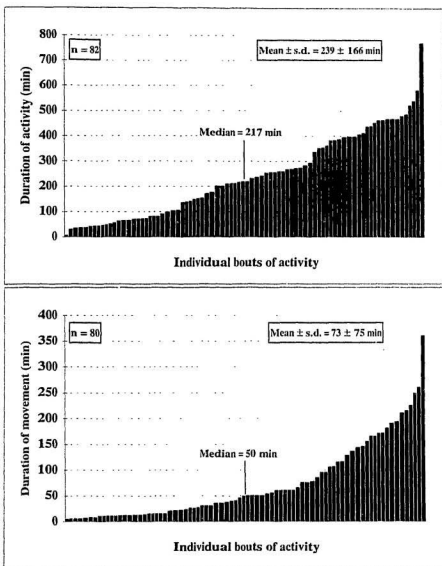 n = 82
Mean ± s.d. = 239 ± 166 min
Duration of activity (min)
800
700
600
500
400
300
200
100
0
Median = 217 min
Individual bouts of activity
n = 80
Mean ± s.d. = 73 ± 75 min
Duration of movement (min)
400
350
300
250
200
150
100
50
0
Median = 50 min
Individual bouts of activity